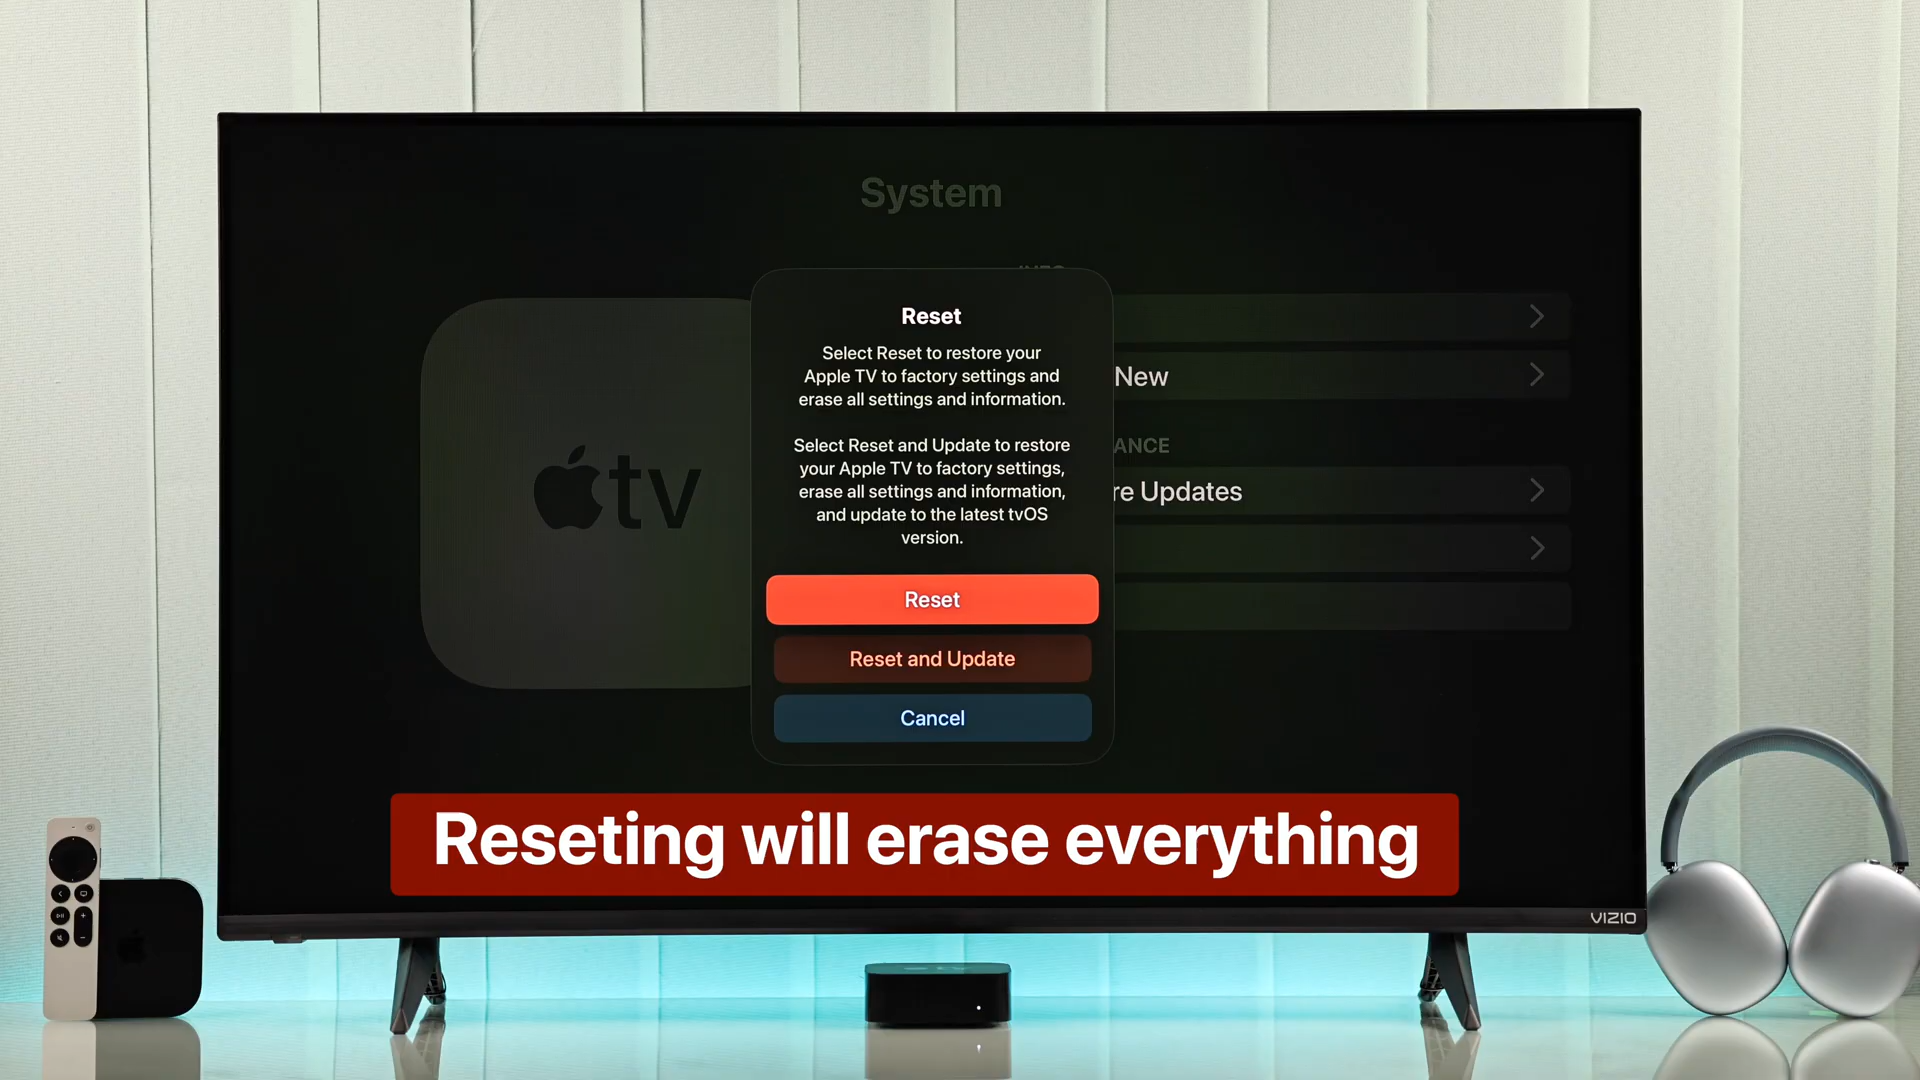 System
Reset
Select Reset to restore your
Apple TV to factory settings and
erase all settings and information.
Select Reset and Update to restore
your Apple TV to factory settings,
erase all settings and information,
and update to the latest tvOS
version.
Reset
Reset and Update
Cancel
New
ANCE
re Updates
tv
Reseting will erase everything
VIZIO